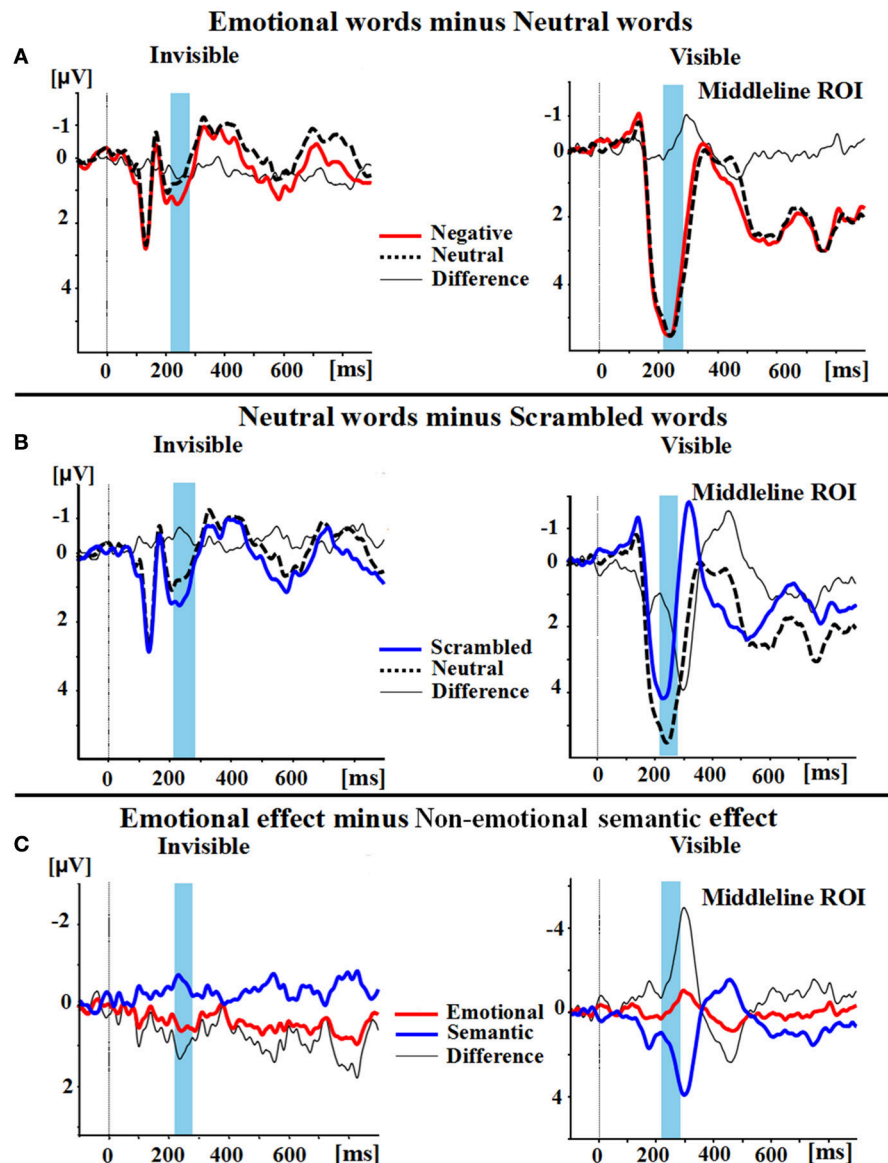 Emotional words minus Neutral words
A
Invisible
Visible
[µV]
Middleline ROI
-1
0
2
4
-1
0
2
4
Negative
Neutral
Difference
0 200 400 600 [ms]
0 200 400 600 [ms]
Neutral words minus Scrambled words
B
Invisible
Visible
[µV]
Middleline ROI
-1
0
2
4
-1
0
2
4
Scrambled
Neutral
Difference
0 200 400 600 [ms]
0 200 400 600 [ms]
Emotional effect minus Non-emotional semantic effect
C
Invisible
Visible
[µV]
Middleline ROI
-2
0
2
-4
0
2
4
Emotional
Semantic
Difference
0 200 400 600 [ms]
0 200 400 600 [ms]